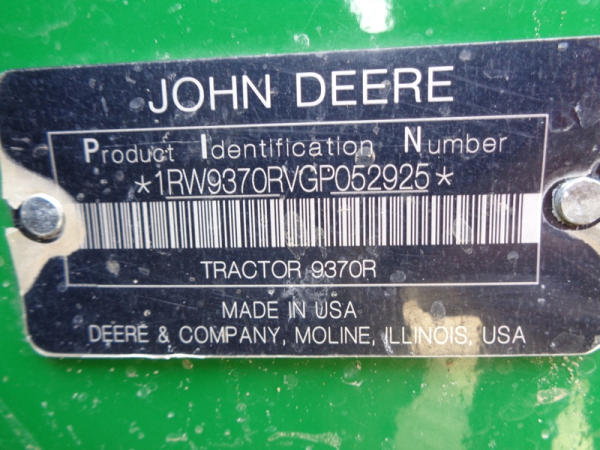 JOHN DEERE
Product Identification Number
*1RW9370RVGP052925*
TRACTOR 9370R
MADE IN USA
DEERE & COMPANY, MOLINE, ILLINOIS, USA